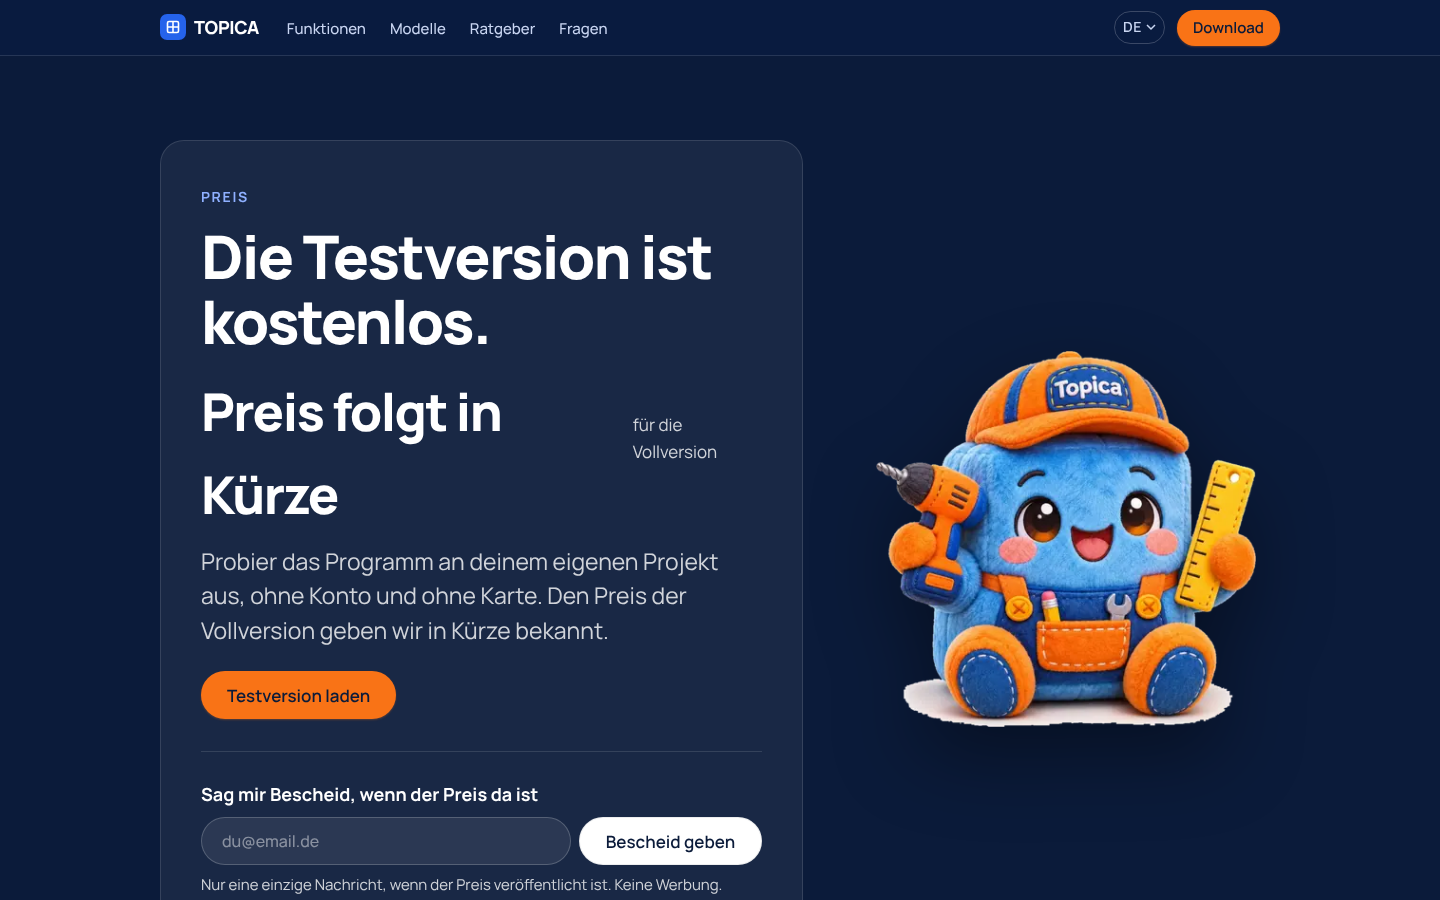 TOPICA
Funktionen
Modelle
Ratgeber
Fragen
DE
Download
PREIS
Die Testversion ist
kostenlos.
Preis folgt in
Kürze
für die
Vollversion
Probier das Programm an deinem eigenen Projekt
aus, ohne Konto und ohne Karte. Den Preis der
Vollversion geben wir in Kürze bekannt.
Testversion laden
Sag mir Bescheid, wenn der Preis da ist
du@email.de
Bescheid geben
Nur eine einzige Nachricht, wenn der Preis veröffentlicht ist. Keine Werbung.
Topica